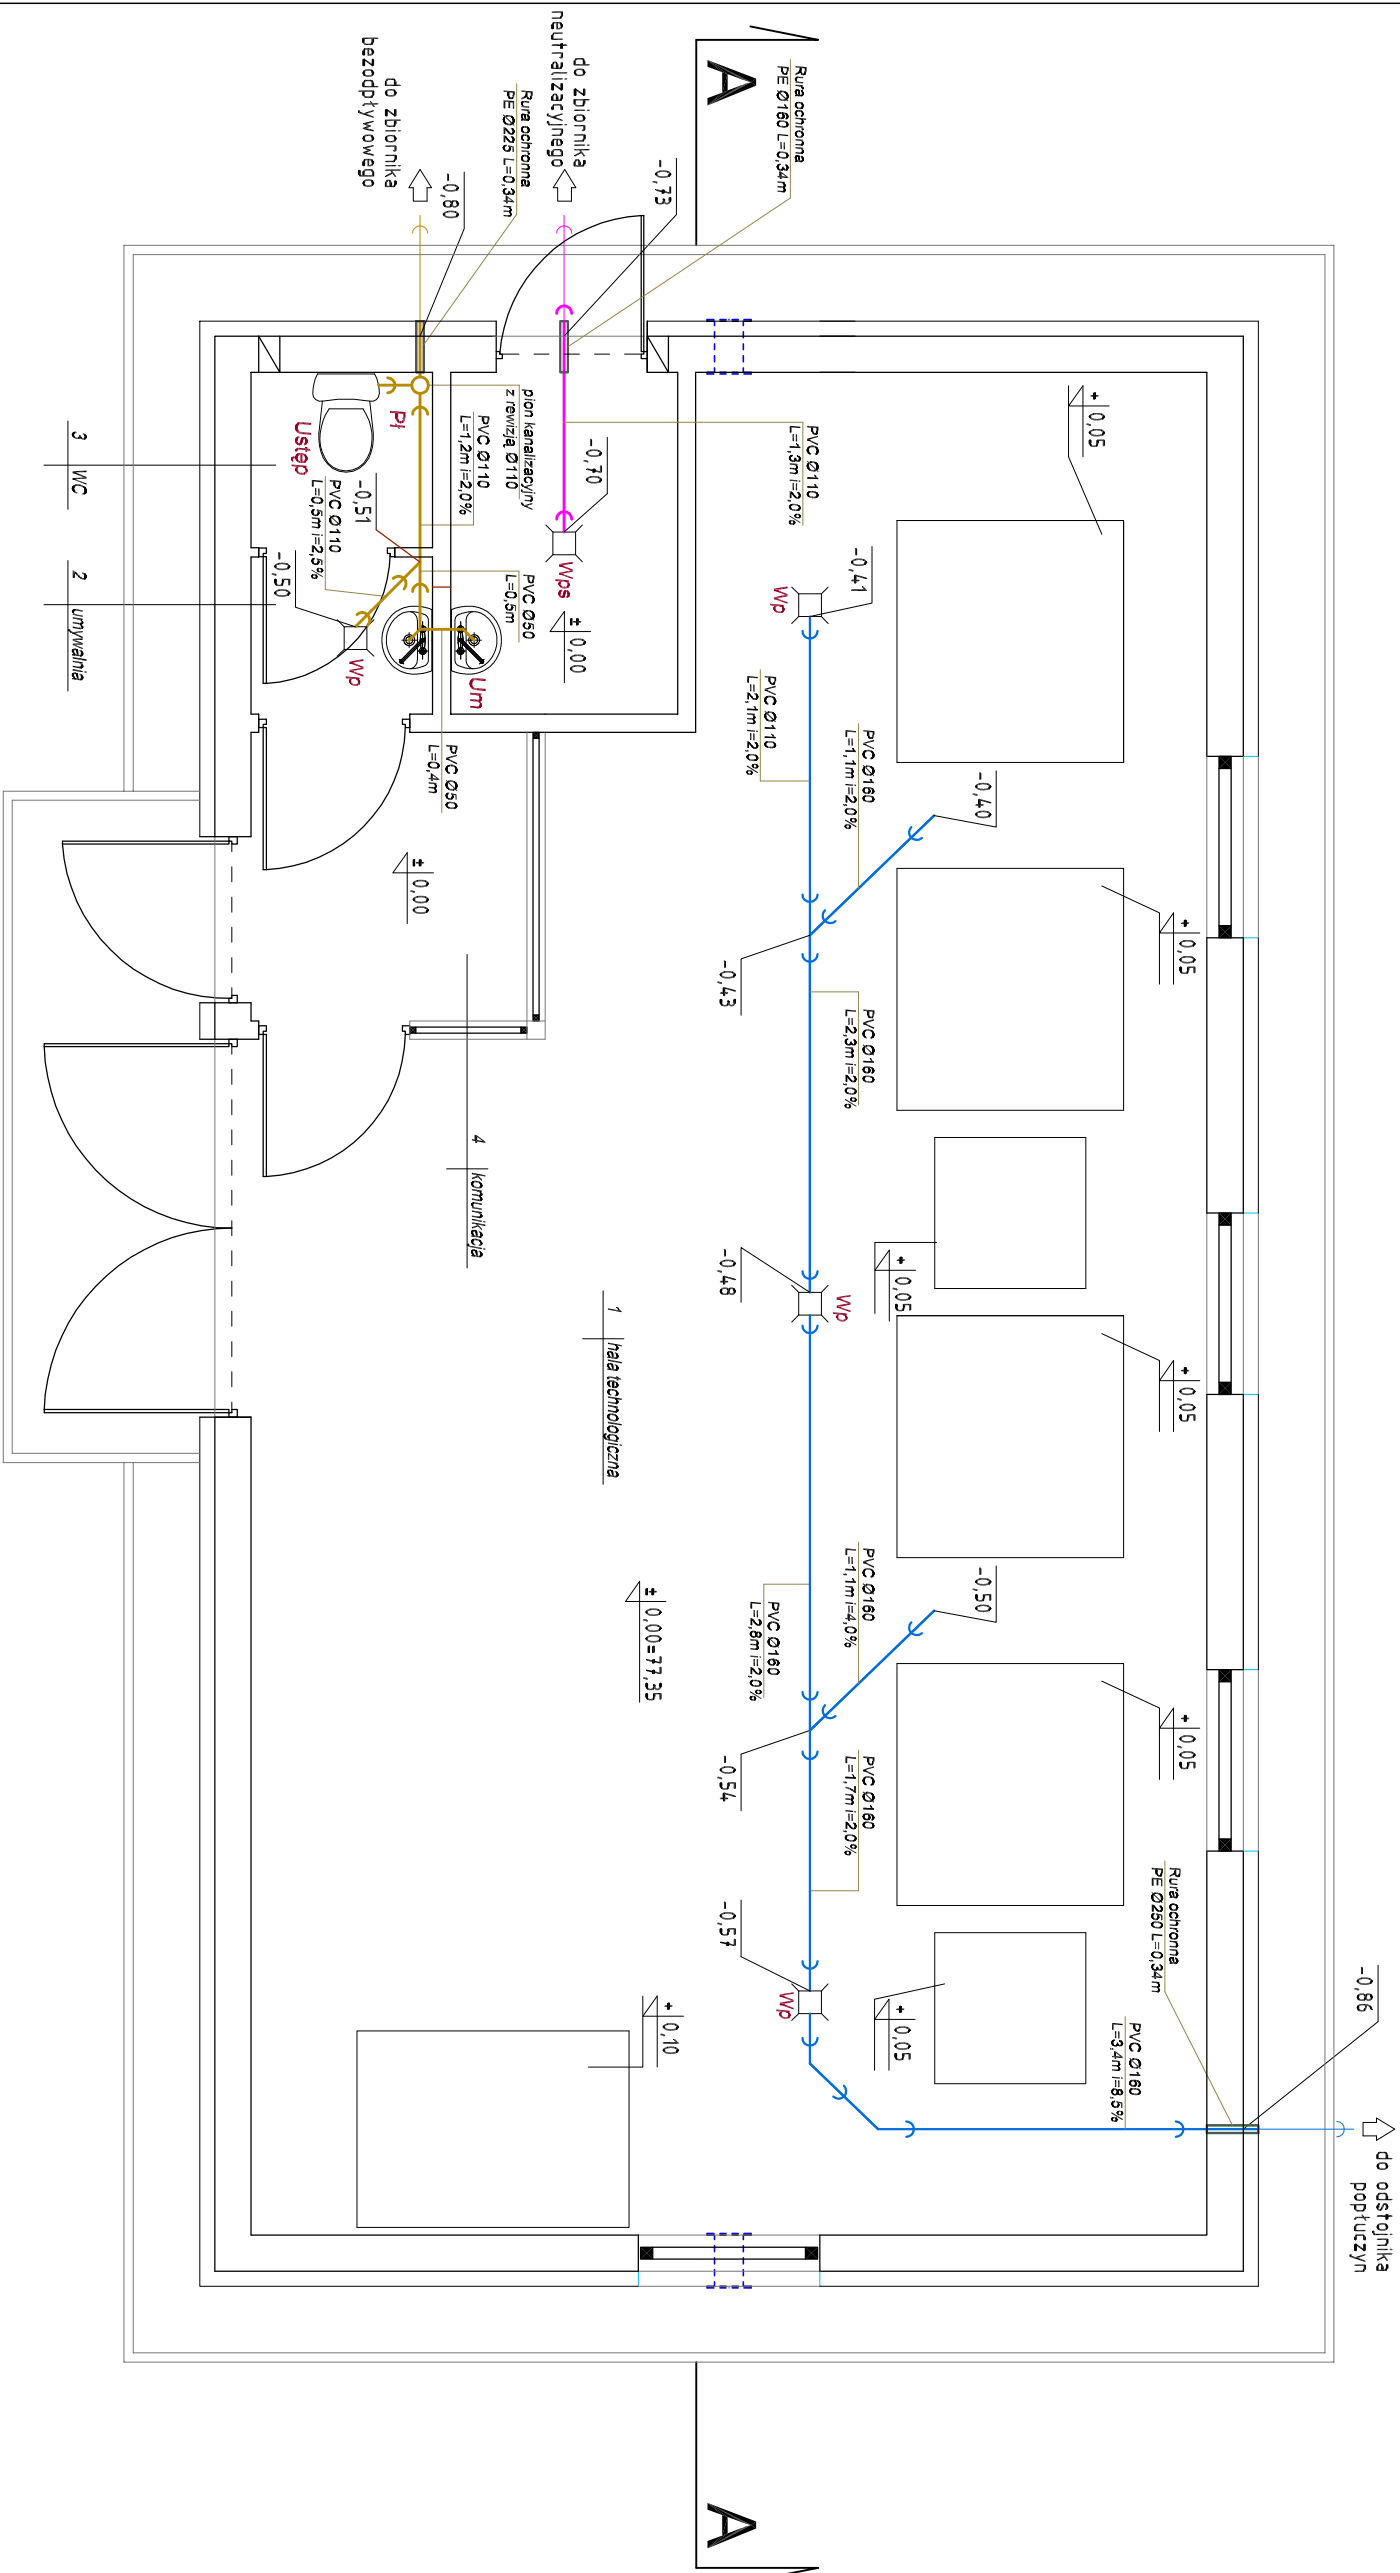 A
Rura ochronna
PE Ø160 L=0,34m
do zbiornika
neutralizacyjnego
Rura ochronna
PE Ø225 L=0,34m
do zbiornika
bezodpływowego
-0,73
-0,80
+ 0,05
PVC Ø110
L=1,3m i=2,0%
-0,70
Wps
pion kanalizacyjny
z rewizją Ø110
PVC Ø110
L=1,2m i=2,0%
Pł
Ustęp
-0,51
PVC Ø110
L=0,5m i=2,5%
-0,50
Wp
3 WC
2 umywalnia
PVC Ø50
L=0,5m
± 0,00
Um
PVC Ø50
L=0,4m
± 0,00
-0,41
Wp
PVC Ø110
L=2,1m i=2,0%
PVC Ø160
L=1,1m i=2,0%
-0,40
-0,43
+ 0,05
PVC Ø160
L=2,3m i=2,0%
4 komunikacja
-0,48
Wp
+ 0,05
+ 0,05
1 hala technologiczna
± 0,00=77,35
PVC Ø160
L=2,8m i=2,0%
PVC Ø160
L=1,1m i=4,0%
-0,50
-0,54
+ 0,05
PVC Ø160
L=1,7m i=2,0%
-0,57
Wp
+ 0,05
+ 0,10
Rura ochronna
PE Ø250 L=0,34m
PVC Ø160
L=3,4m i=8,5%
-0,86
do odstojnika
popłuczyn
A